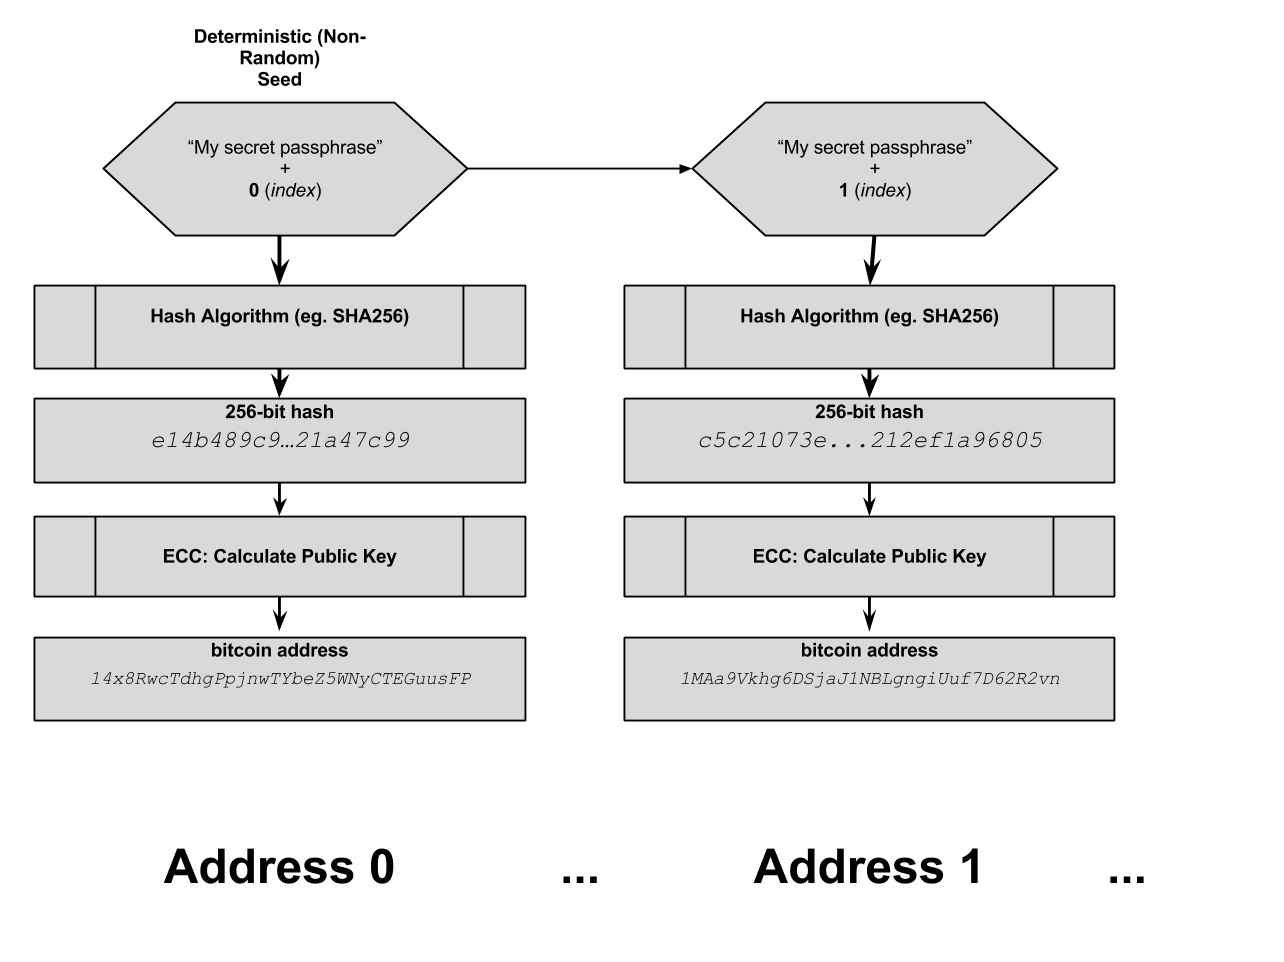 Deterministic (Non-
Random)
Seed
“My secret passphrase”
+
0 (index)
“My secret passphrase”
+
1 (index)
Hash Algorithm (eg. SHA256)
Hash Algorithm (eg. SHA256)
256-bit hash
e14b489c9…21a47c99
256-bit hash
c5c21073e...212ef1a96805
ECC: Calculate Public Key
ECC: Calculate Public Key
bitcoin address
14x8RwcTdhgPpjnwTYbeZ5WNyCTEGuusFP
bitcoin address
1MAa9Vkhg6DSjaJ1NBLgngiUuf7D62R2vn
Address 0 ... Address 1 ...